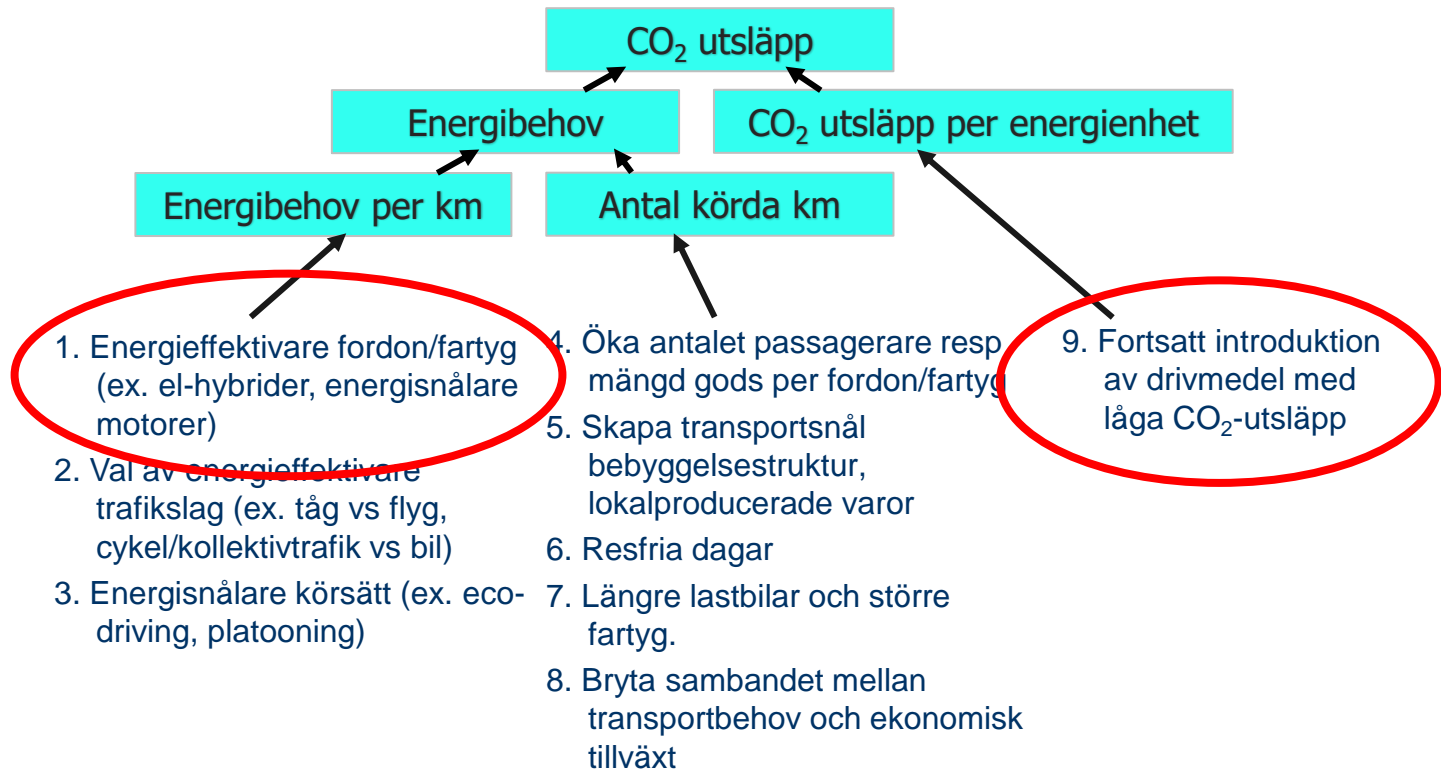 CO₂ utsläpp
Energibehov
CO₂ utsläpp per energienhet
Energibehov per km
Antal körda km
1. Energieffektivare fordon/fartyg
(ex. el-hybrider, energisnålare
motorer)
2. Val av energieffektivare
trafikslag (ex. tåg vs flyg,
cykel/kollektivtrafik vs bil)
3. Energisnålare körsätt (ex. eco-
driving, platooning)
4. Öka antalet passagerare resp
mängd gods per fordon/fartyg
5. Skapa transportsnål
bebyggelsestruktur,
lokalproducerade varor
6. Resfria dagar
7. Längre lastbilar och större
fartyg.
8. Bryta sambandet mellan
transportbehov och ekonomisk
tillväxt
9. Fortsatt introduktion
av drivmedel med
låga CO₂-utsläpp